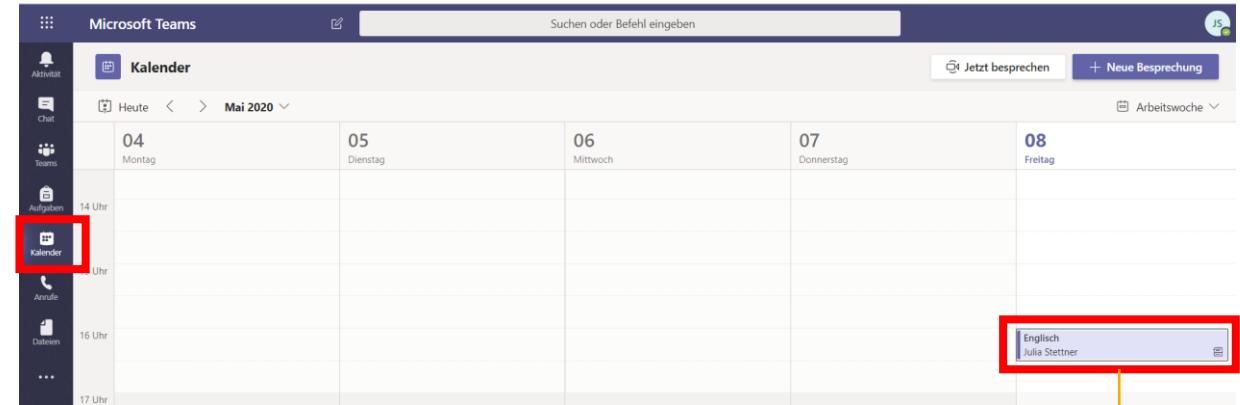 Microsoft Teams
Suchen oder Befehl eingeben
JS
Aktivität
Kalender
Jetzt besprechen
+ Neue Besprechung
Chat
Heute
Mai 2020
Arbeitswoche
Teams
04
Montag
05
Dienstag
06
Mittwoch
07
Donnerstag
08
Freitag
Aufgaben
14 Uhr
Kalender
Uhr
Anrufe
Dateien
16 Uhr
Englisch
Julia Stettner
17 Uhr